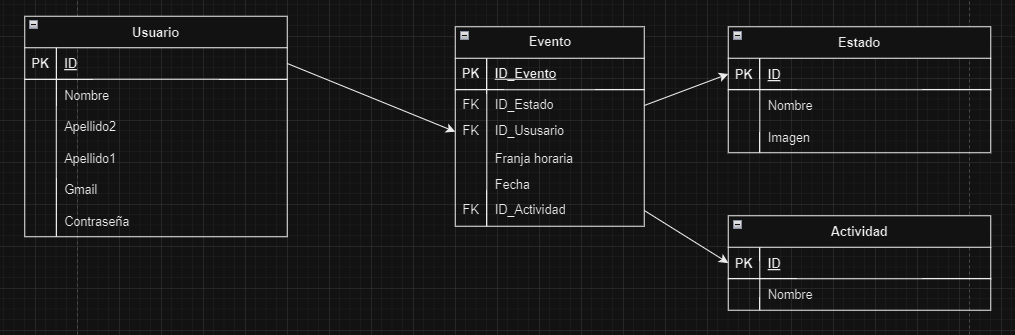 Usuario
PK ID
Nombre
Apellido2
Apellido1
Gmail
Contraseña
Evento
PK ID_Evento
FK ID_Estado
FK ID_Ususario
Franja horaria
Fecha
FK ID_Actividad
Estado
PK ID
Nombre
Imagen
Actividad
PK ID
Nombre